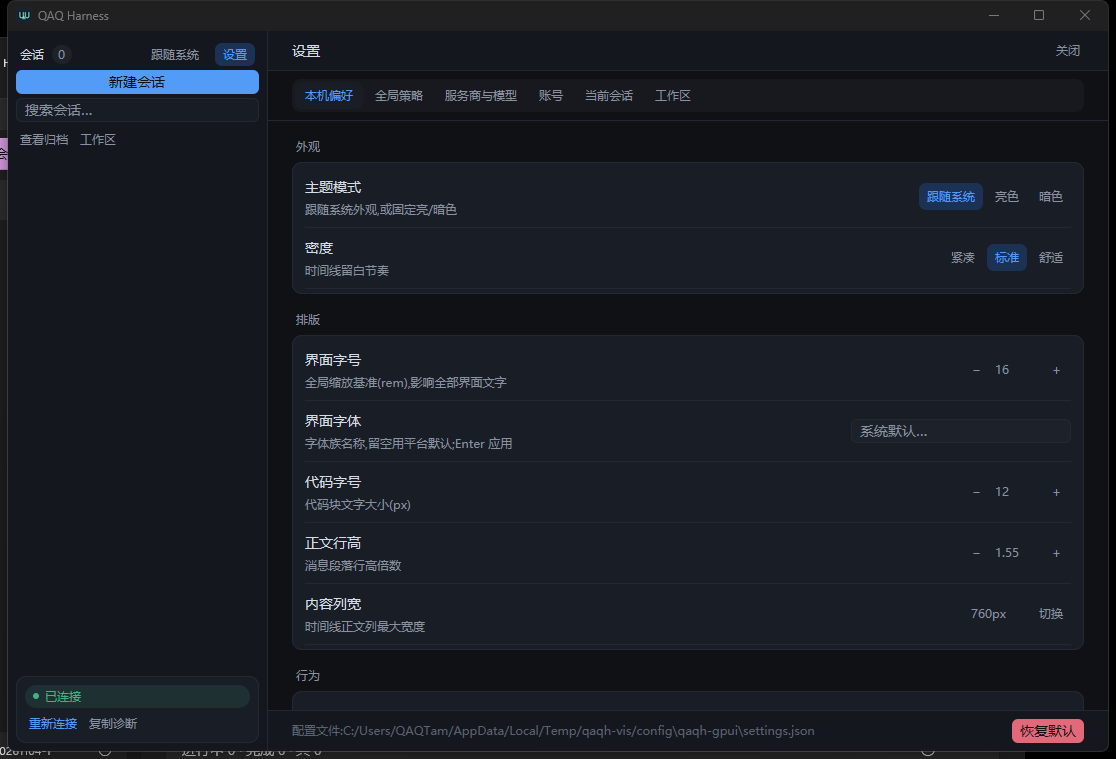 QAQ Harness
会话 0 跟随系统 设置
新建会话
搜索会话...
查看归档 工作区
已连接
重新连接 复制诊断
设置 关闭
本机偏好 全局策略 服务商与模型 账号 当前会话 工作区
外观
主题模式
跟随系统外观,或固定亮/暗色
跟随系统 亮色 暗色
密度
时间线留白节奏
紧凑 标准 舒适
排版
界面字号
全局缩放基准(rem),影响全部界面文字
− 16 +
界面字体
字体族名称,留空用平台默认;Enter 应用
系统默认...
代码字号
代码块文字大小(px)
− 12 +
正文行高
消息段落行高倍数
− 1.55 +
内容列宽
时间线正文列最大宽度
760px 切换
行为
配置文件:C:/Users/QAQTam/AppData/Local/Temp/qaqh-vis/config\qaqh-gpui\settings.json
恢复默认